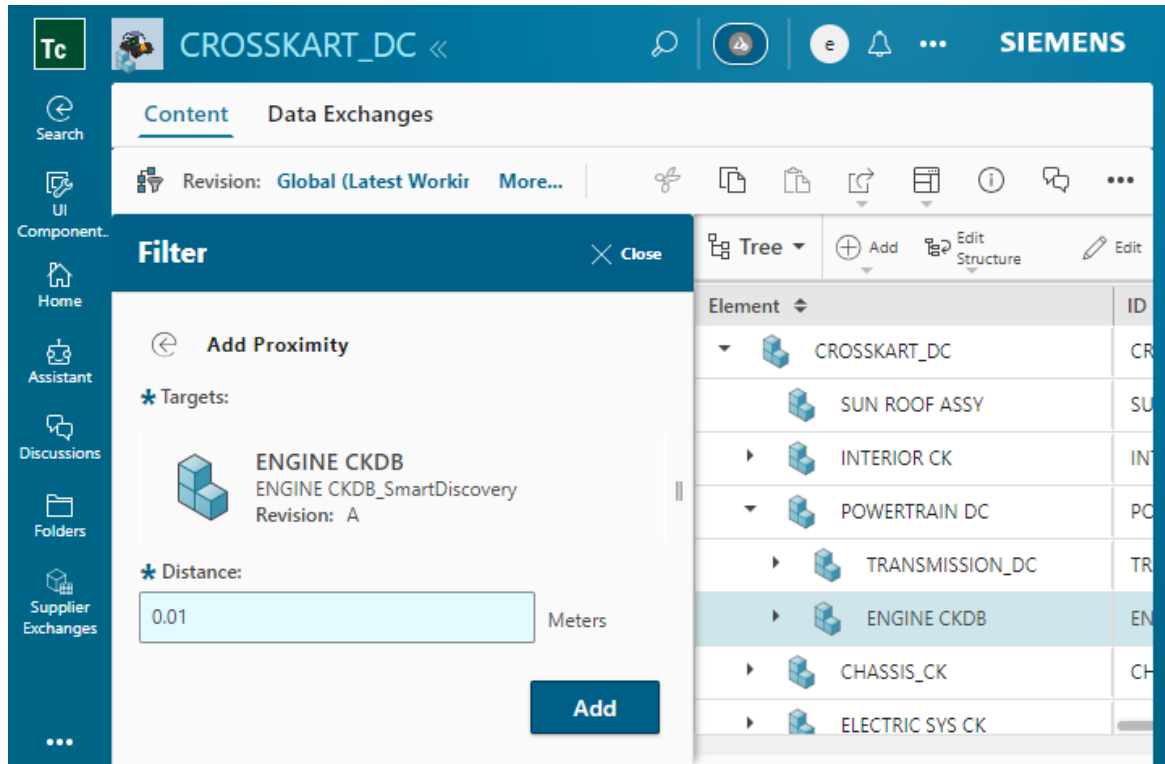 Tc
CROSSKART_DC «
e
SIEMENS
Search
UI
Component..
Home
Assistant
Discussions
Folders
Supplier
Exchanges
Content
Data Exchanges
Revision: Global (Latest Workir
More...
Filter
Close
Add Proximity
* Targets:
ENGINE CKDB
ENGINE CKDB_SmartDiscovery
Revision: A
* Distance:
0.01
Meters
Add
Tree
Add
Edit
Structure
Edit
Element
ID
CROSSKART_DC
CR
SUN ROOF ASSY
SU
INTERIOR CK
IN
POWERTRAIN DC
PO
TRANSMISSION_DC
TR
ENGINE CKDB
EN
CHASSIS_CK
CH
ELECTRIC SYS CK